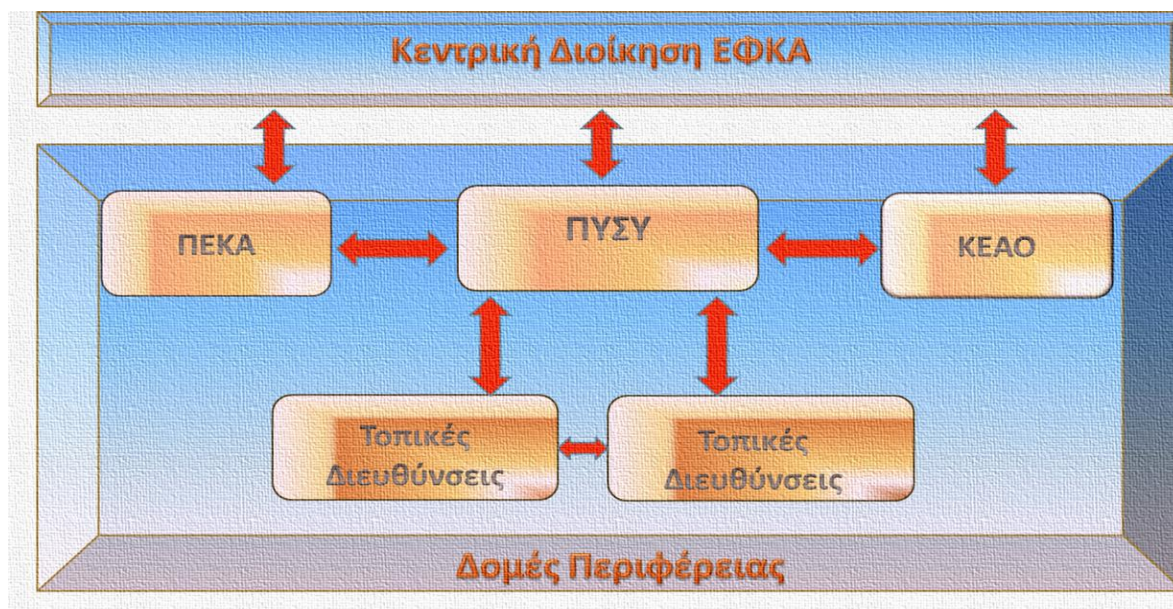 Κεντρική Διοίκηση ΕΦΚΑ
ΠΕΚΑ
ΠΥΣΥ
ΚΕΑΟ
Τοπικές
Διευθύνσεις
Τοπικές
Διευθύνσεις
Δομές Περιφέρειας